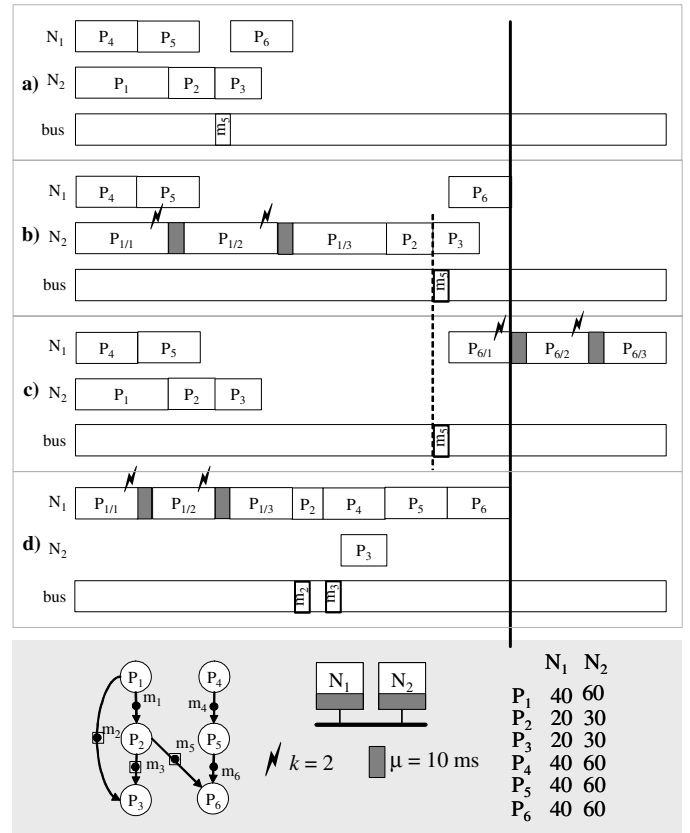 N1 P4 P5 P6
a) N2 P1 P2 P3
bus m5
N1 P4 P5 P6
b) N2 P1/1 P1/2 P1/3 P2 P3
bus m5
N1 P4 P5 P6/1 P6/2 P6/3
c) N2 P1 P2 P3
bus m5
N1 P1/1 P1/2 P1/3 P2 P4 P5 P6
d) N2 P3
bus m2 m3
P1 P4 N1 N2
m1 m4
m2 P2 m5 P5
m3 m6
P3 P6
k = 2 μ = 10 ms
N1 N2
P1 40 60
P2 20 30
P3 20 30
P4 40 60
P5 40 60
P6 40 60